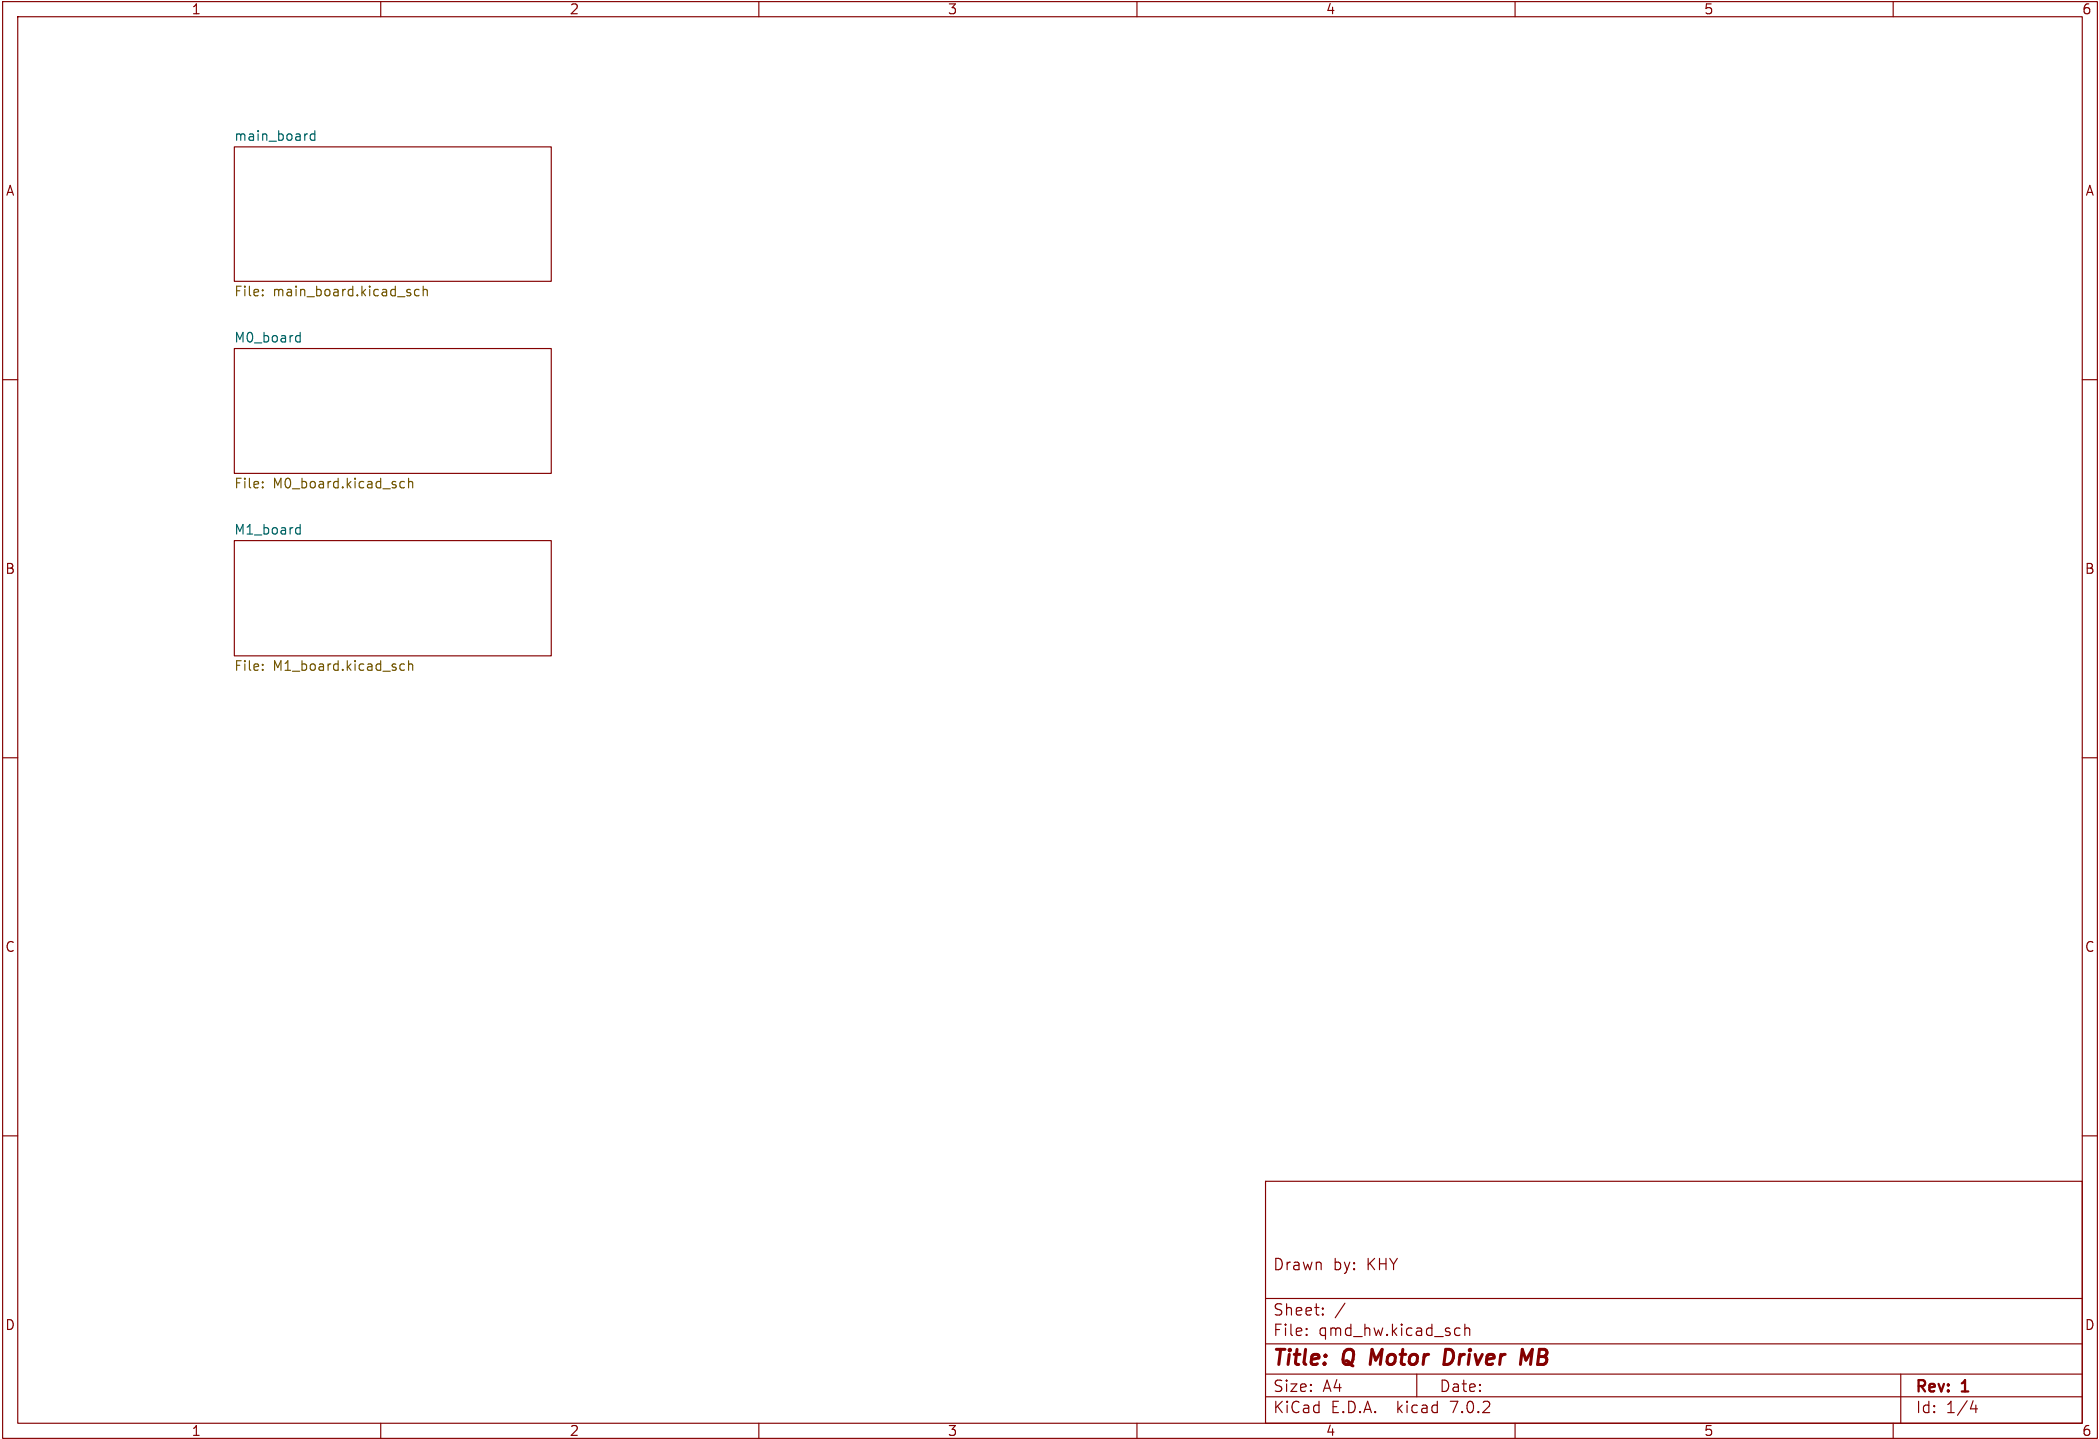 1 2 3 4 5 6
main_board
A A
File: main_board.kicad_sch
M0_board
File: M0_board.kicad_sch
M1_board
B B
File: M1_board.kicad_sch
C C
Drawn by: KHY
Sheet: /
D D
File: qmd_hw.kicad_sch
Title: Q Motor Driver MB
Size: A4 Date: Rev: 1
KiCad E.D.A. kicad 7.0.2 Id: 1/4
1 2 3 4 5 6